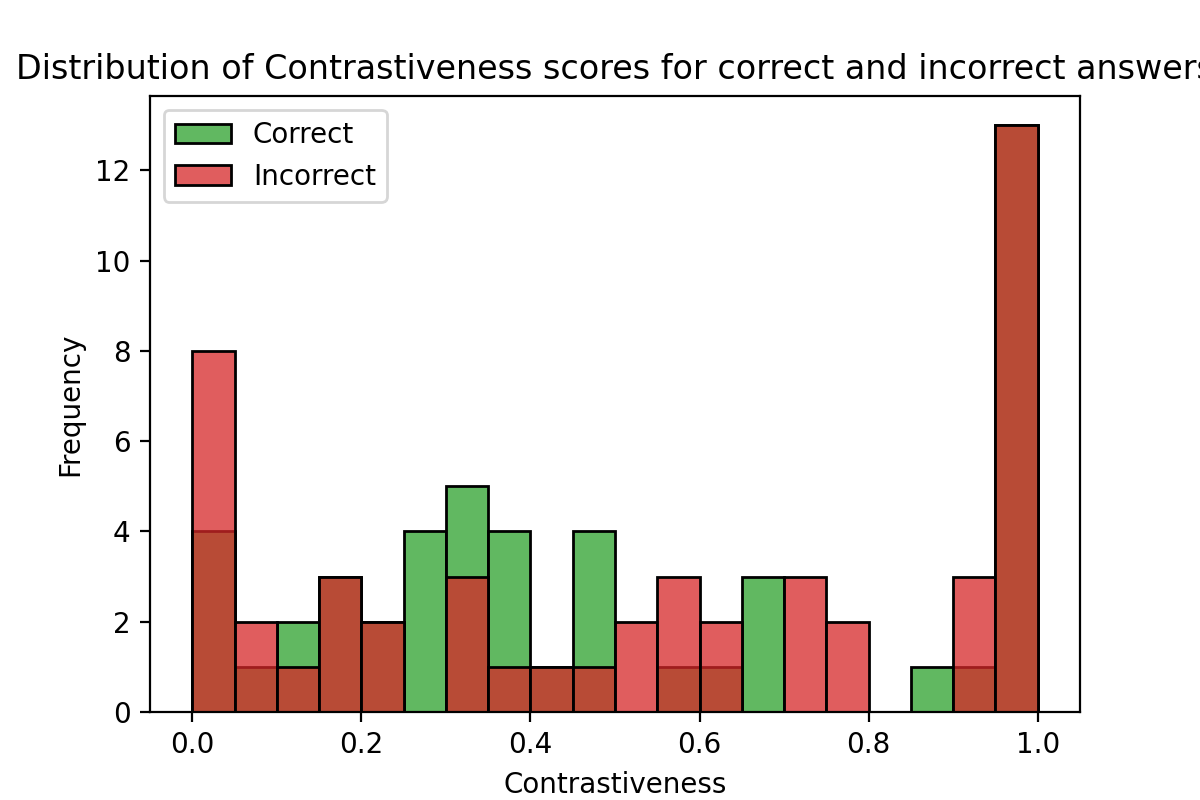 Distribution of Contrastiveness scores for correct and incorrect answers
Correct
Incorrect
12
10
8
6
4
2
0
Frequency
0.0 0.2 0.4 0.6 0.8 1.0
Contrastiveness